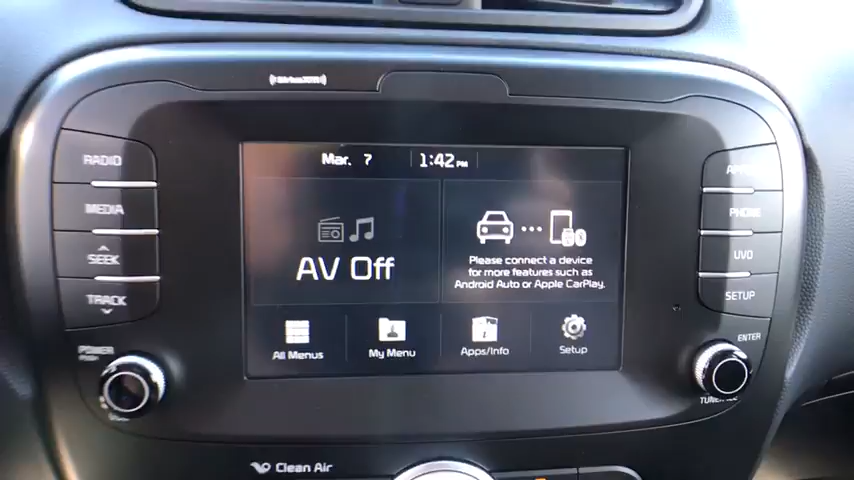 SiriusXM
RADIO
MEDIA
SEEK
TRACK
POWER
Mar. 7
1:42 PM
AV Off
Please connect a device
for more features such as
Android Auto or Apple CarPlay.
All Menus
My Menu
Apps/Info
Setup
PHONE
UVO
SETUP
ENTER
Clean Air